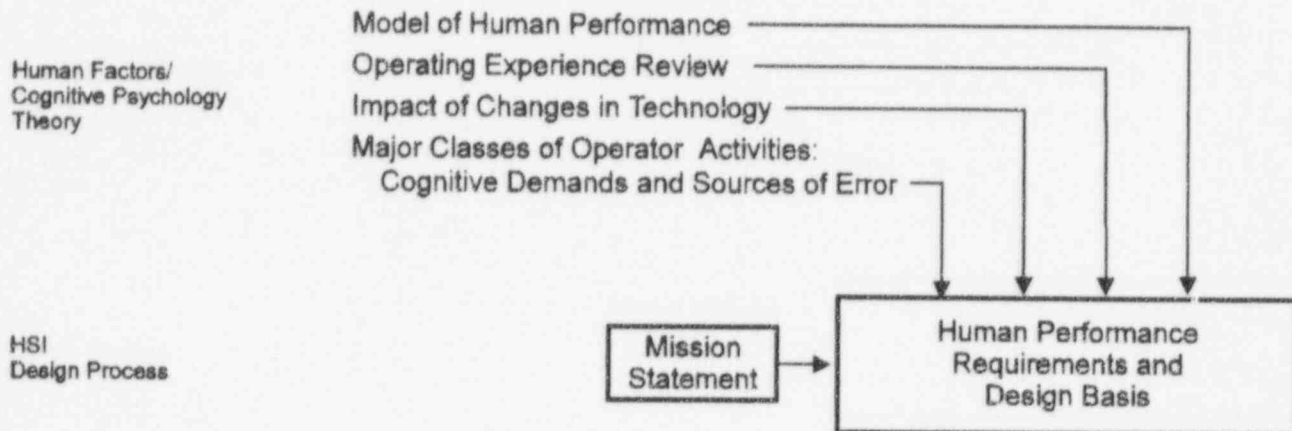 Model of Human Performance
Human Factors/
Cognitive Psychology
Theory
Operating Experience Review
Impact of Changes in Technology
Major Classes of Operator Activities:
Cognitive Demands and Sources of Error
HSI
Design Process
Mission
Statement
Human Performance
Requirements and
Design Basis